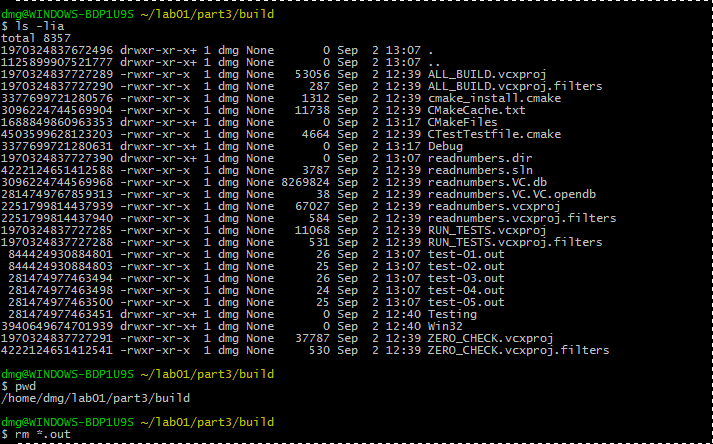 dmg@WINDOWS-BDP1U9S ~/lab01/part3/build
$ ls -lia
total 8357
1970324837672496 drwxr-xr-x+ 1 dmg None       0 Sep  2 13:07 .
1125899907521777 drwxr-xr-x+ 1 dmg None       0 Sep  2 13:07 ..
1970324837727289 -rwxr-xr-x  1 dmg None   53056 Sep  2 12:39 ALL_BUILD.vcxproj
1970324837727290 -rwxr-xr-x  1 dmg None     287 Sep  2 12:39 ALL_BUILD.vcxproj.filters
3377699721280576 -rwxr-xr-x  1 dmg None    1312 Sep  2 12:39 cmake_install.cmake
3096224744569904 -rwxr-xr-x  1 dmg None   11738 Sep  2 12:39 CMakeCache.txt
1688849860963353 drwxr-xr-x+ 1 dmg None       0 Sep  2 13:17 CMakeFiles
4503599628123203 -rwxr-xr-x  1 dmg None    4664 Sep  2 12:39 CTestTestfile.cmake
3377699721280631 drwxr-xr-x+ 1 dmg None       0 Sep  2 13:17 Debug
1970324837727390 drwxr-xr-x+ 1 dmg None       0 Sep  2 13:07 readnumbers.dir
4222124651412588 -rwxr-xr-x  1 dmg None    3787 Sep  2 12:39 readnumbers.sln
3096224744569968 -rwxr-xr-x  1 dmg None 8269824 Sep  2 12:39 readnumbers.VC.db
2814749767859313 -rwxr-xr-x  1 dmg None      38 Sep  2 12:39 readnumbers.VC.VC.opendb
2251799814437939 -rwxr-xr-x  1 dmg None   67027 Sep  2 12:39 readnumbers.vcxproj
2251799814437940 -rwxr-xr-x  1 dmg None     584 Sep  2 12:39 readnumbers.vcxproj.filters
1970324837727285 -rwxr-xr-x  1 dmg None   11068 Sep  2 12:39 RUN_TESTS.vcxproj
1970324837727288 -rwxr-xr-x  1 dmg None     531 Sep  2 12:39 RUN_TESTS.vcxproj.filters
 844424930884801 -rwxr-xr-x  1 dmg None      26 Sep  2 13:07 test-01.out
 844424930884803 -rwxr-xr-x  1 dmg None      25 Sep  2 13:07 test-02.out
 281474977463494 -rwxr-xr-x  1 dmg None      26 Sep  2 13:07 test-03.out
 281474977463498 -rwxr-xr-x  1 dmg None      24 Sep  2 13:07 test-04.out
 281474977463500 -rwxr-xr-x  1 dmg None      25 Sep  2 13:07 test-05.out
 281474977463451 drwxr-xr-x+ 1 dmg None       0 Sep  2 12:40 Testing
3940649674701939 drwxr-xr-x+ 1 dmg None       0 Sep  2 12:40 Win32
1970324837727291 -rwxr-xr-x  1 dmg None   37787 Sep  2 12:39 ZERO_CHECK.vcxproj
4222124651412541 -rwxr-xr-x  1 dmg None     530 Sep  2 12:39 ZERO_CHECK.vcxproj.filters
dmg@WINDOWS-BDP1U9S ~/lab01/part3/build
$ pwd
/home/dmg/lab01/part3/build
dmg@WINDOWS-BDP1U9S ~/lab01/part3/build
$ rm *.out